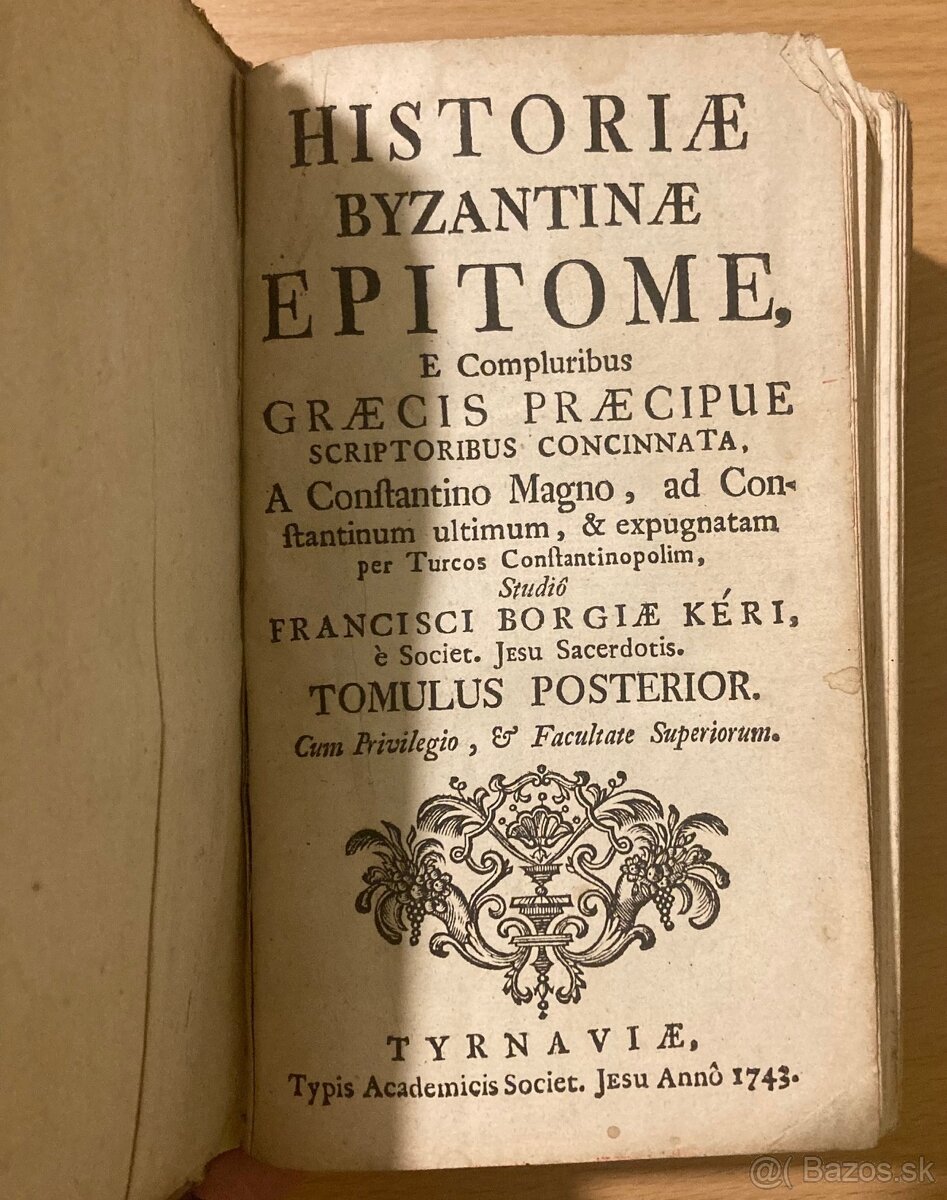 HISTORIÆ
BYZANTINÆ
EPITOME,
E Compluribus
GRÆCIS PRÆCIPUE
SCRIPTORIBUS CONCINNATA,
A Conſtantino Magno, ad Con-
ſtantinum ultimum, & expugnatam
per Turcos Conſtantinopolim,
Studiô
FRANCISCI BORGIÆ KÉRI,
è Societ. JESU Sacerdotis.
TOMULUS POSTERIOR.
Cum Privilegio, & Facultate Superiorum.
TYRNAVIÆ,
Typis Academicis Societ. JESU Annô 1743.
@( Bazos.sk